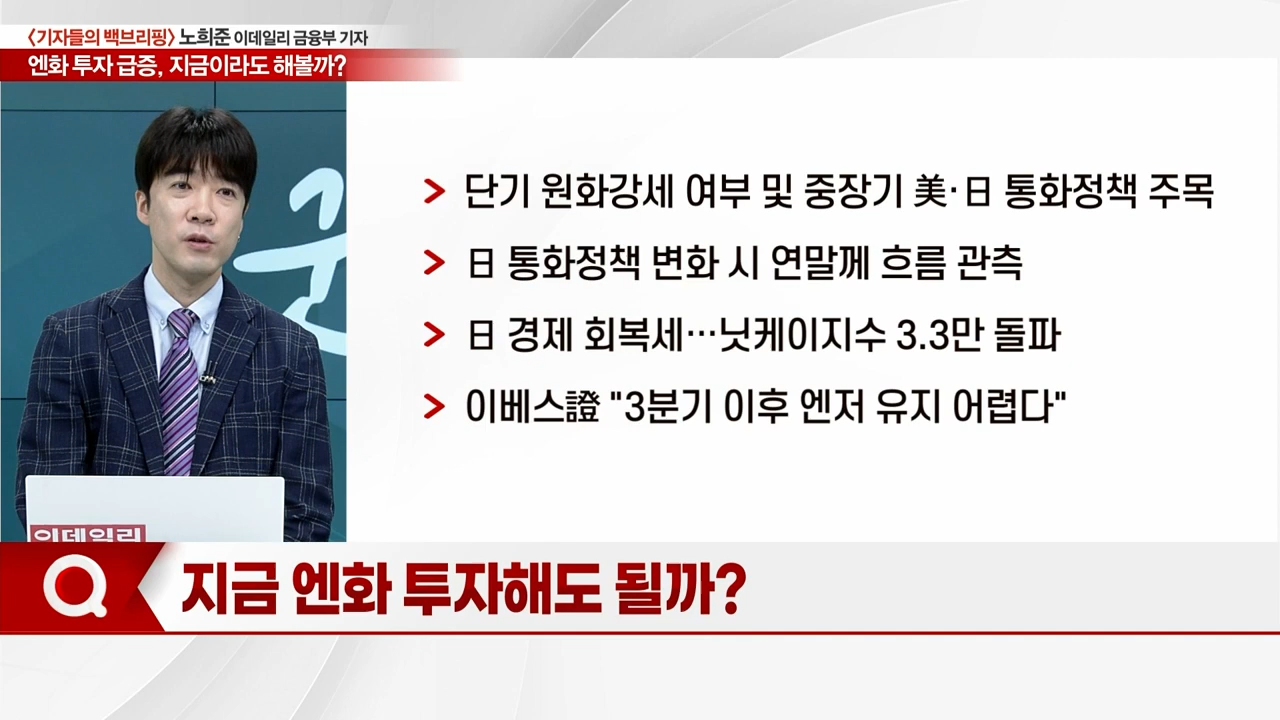 <기자들의 백브리핑> 노희준 이데일리 금융부 기자
엔화 투자 급증, 지금이라도 해볼까?
> 단기 원화강세 여부 및 중장기 美·日 통화정책 주목
> 日 통화정책 변화 시 연말께 흐름 관측
> 日 경제 회복세…닛케이지수 3.3만 돌파
> 이베스證 "3분기 이후 엔저 유지 어렵다"
이데일리
Q 지금 엔화 투자해도 될까?